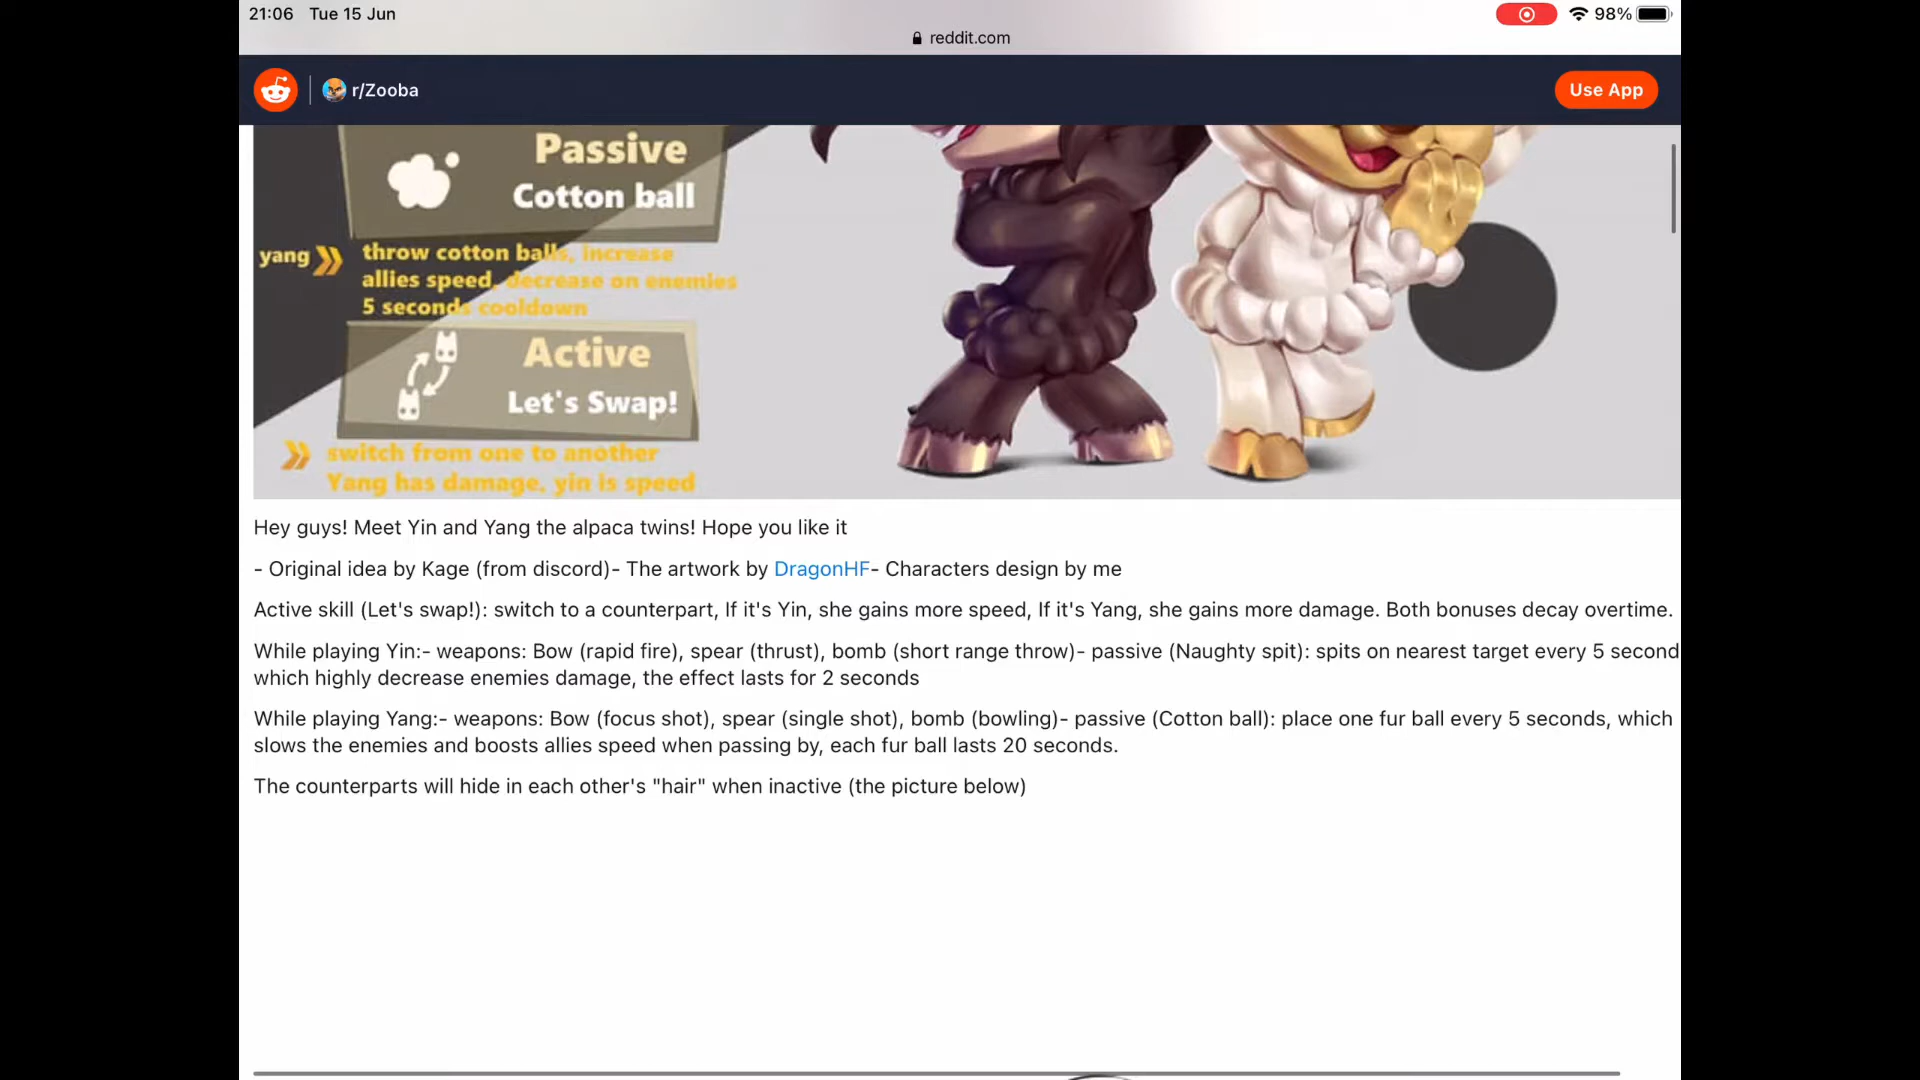 21:06 Tue 15 Jun
98%
reddit.com
r/Zooba
Use App
Passive
Cotton ball
yang
throw cotton balls, increase
allies speed, decrease on enemies
5 seconds cooldown
Active
Let's Swap!
switch from one to another
Yang has damage, yin is speed
Hey guys! Meet Yin and Yang the alpaca twins! Hope you like it
- Original idea by Kage (from discord)- The artwork by DragonHF- Characters design by me
Active skill (Let's swap!): switch to a counterpart, If it's Yin, she gains more speed, If it's Yang, she gains more damage. Both bonuses decay overtime.
While playing Yin:- weapons: Bow (rapid fire), spear (thrust), bomb (short range throw)- passive (Naughty spit): spits on nearest target every 5 second
which highly decrease enemies damage, the effect lasts for 2 seconds
While playing Yang:- weapons: Bow (focus shot), spear (single shot), bomb (bowling)- passive (Cotton ball): place one fur ball every 5 seconds, which
slows the enemies and boosts allies speed when passing by, each fur ball lasts 20 seconds.
The counterparts will hide in each other's "hair" when inactive (the picture below)